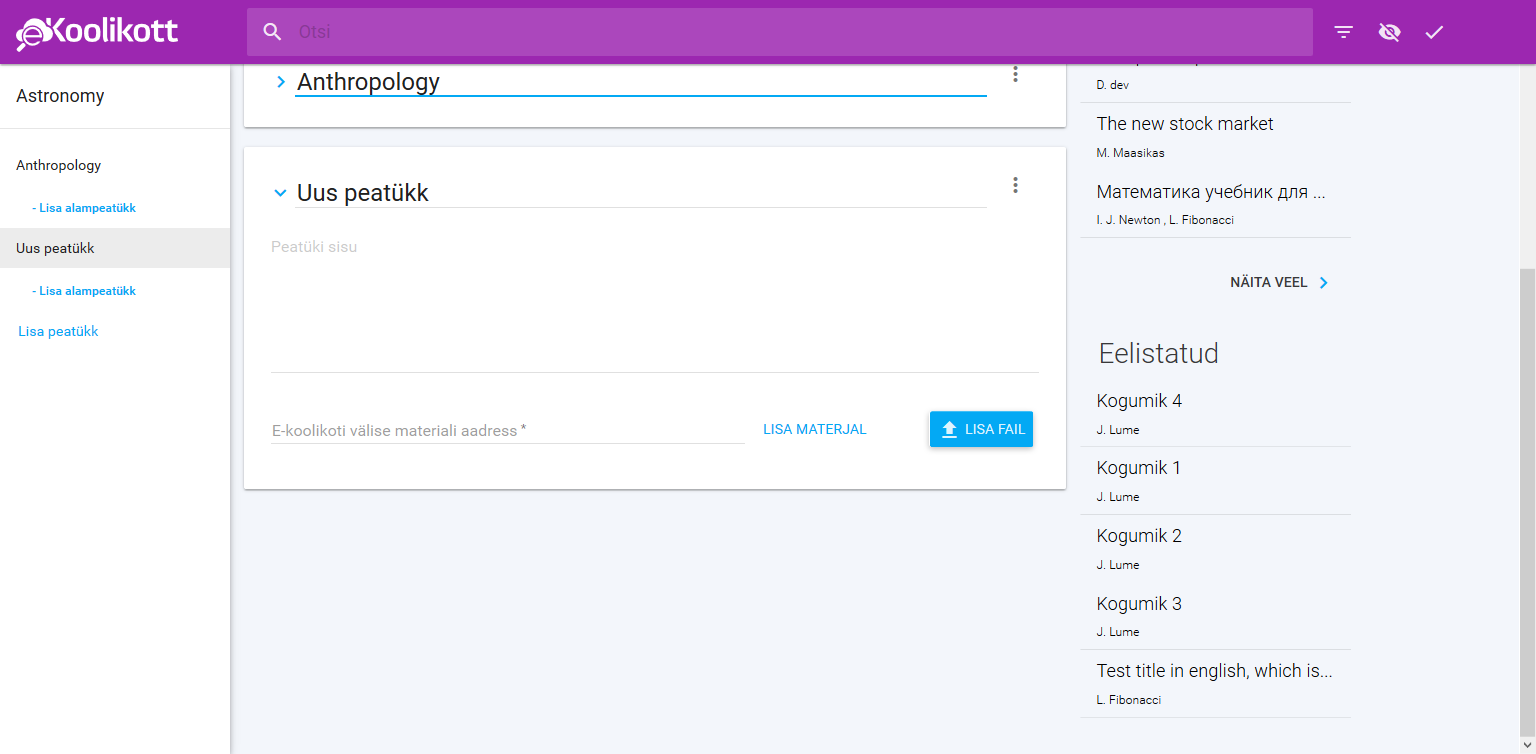 eKoolikott
Otsi
Astronomy
Anthropology
- Lisa alampeatükk
Uus peatükk
- Lisa alampeatükk
Lisa peatükk
Anthropology
Uus peatükk
Peatüki sisu
E-koolikoti välise materiali aadress *
LISA MATERJAL
LISA FAIL
D. dev
The new stock market
M. Maasikas
Математика учебник для ...
I. J. Newton , L. Fibonacci
NÄITA VEEL
Eelistatud
Kogumik 4
J. Lume
Kogumik 1
J. Lume
Kogumik 2
J. Lume
Kogumik 3
J. Lume
Test title in english, which is...
L. Fibonacci